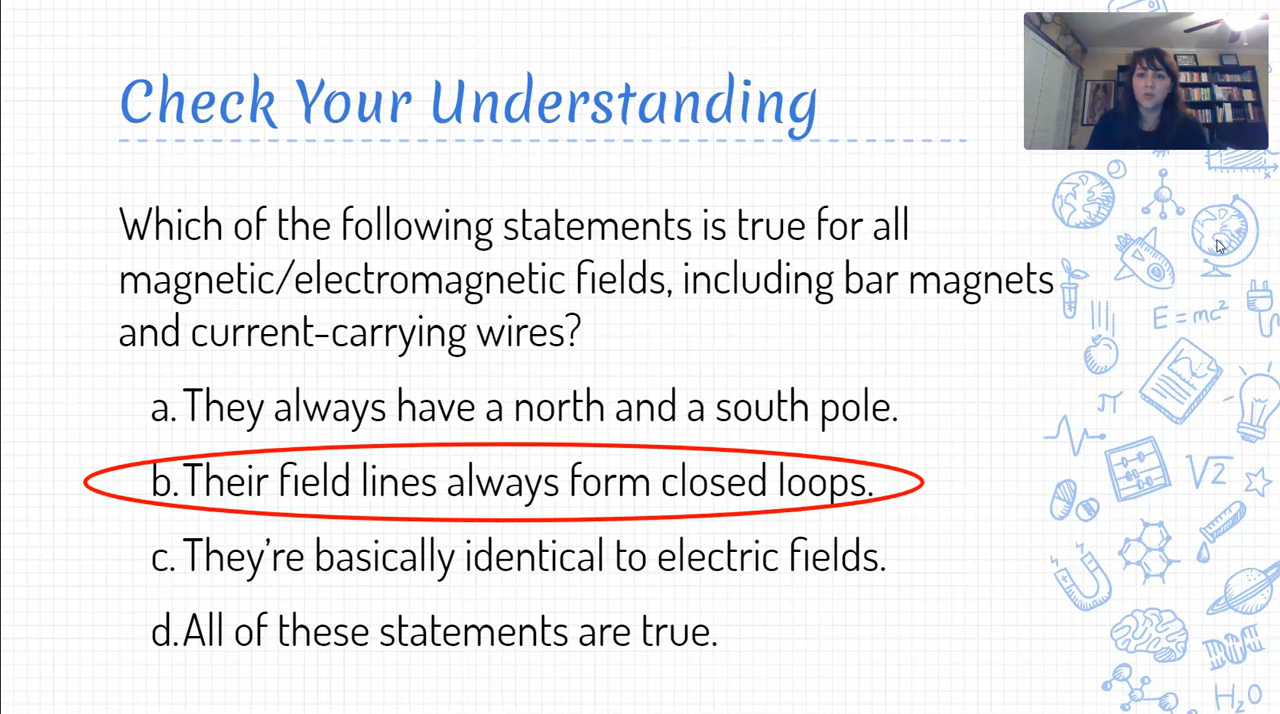 Check Your Understanding
Which of the following statements is true for all
magnetic/electromagnetic fields, including bar magnets
and current-carrying wires?
a. They always have a north and a south pole.
b. Their field lines always form closed loops.
c. They're basically identical to electric fields.
d. All of these statements are true.
x
E = mc²
π
√2
H₂O